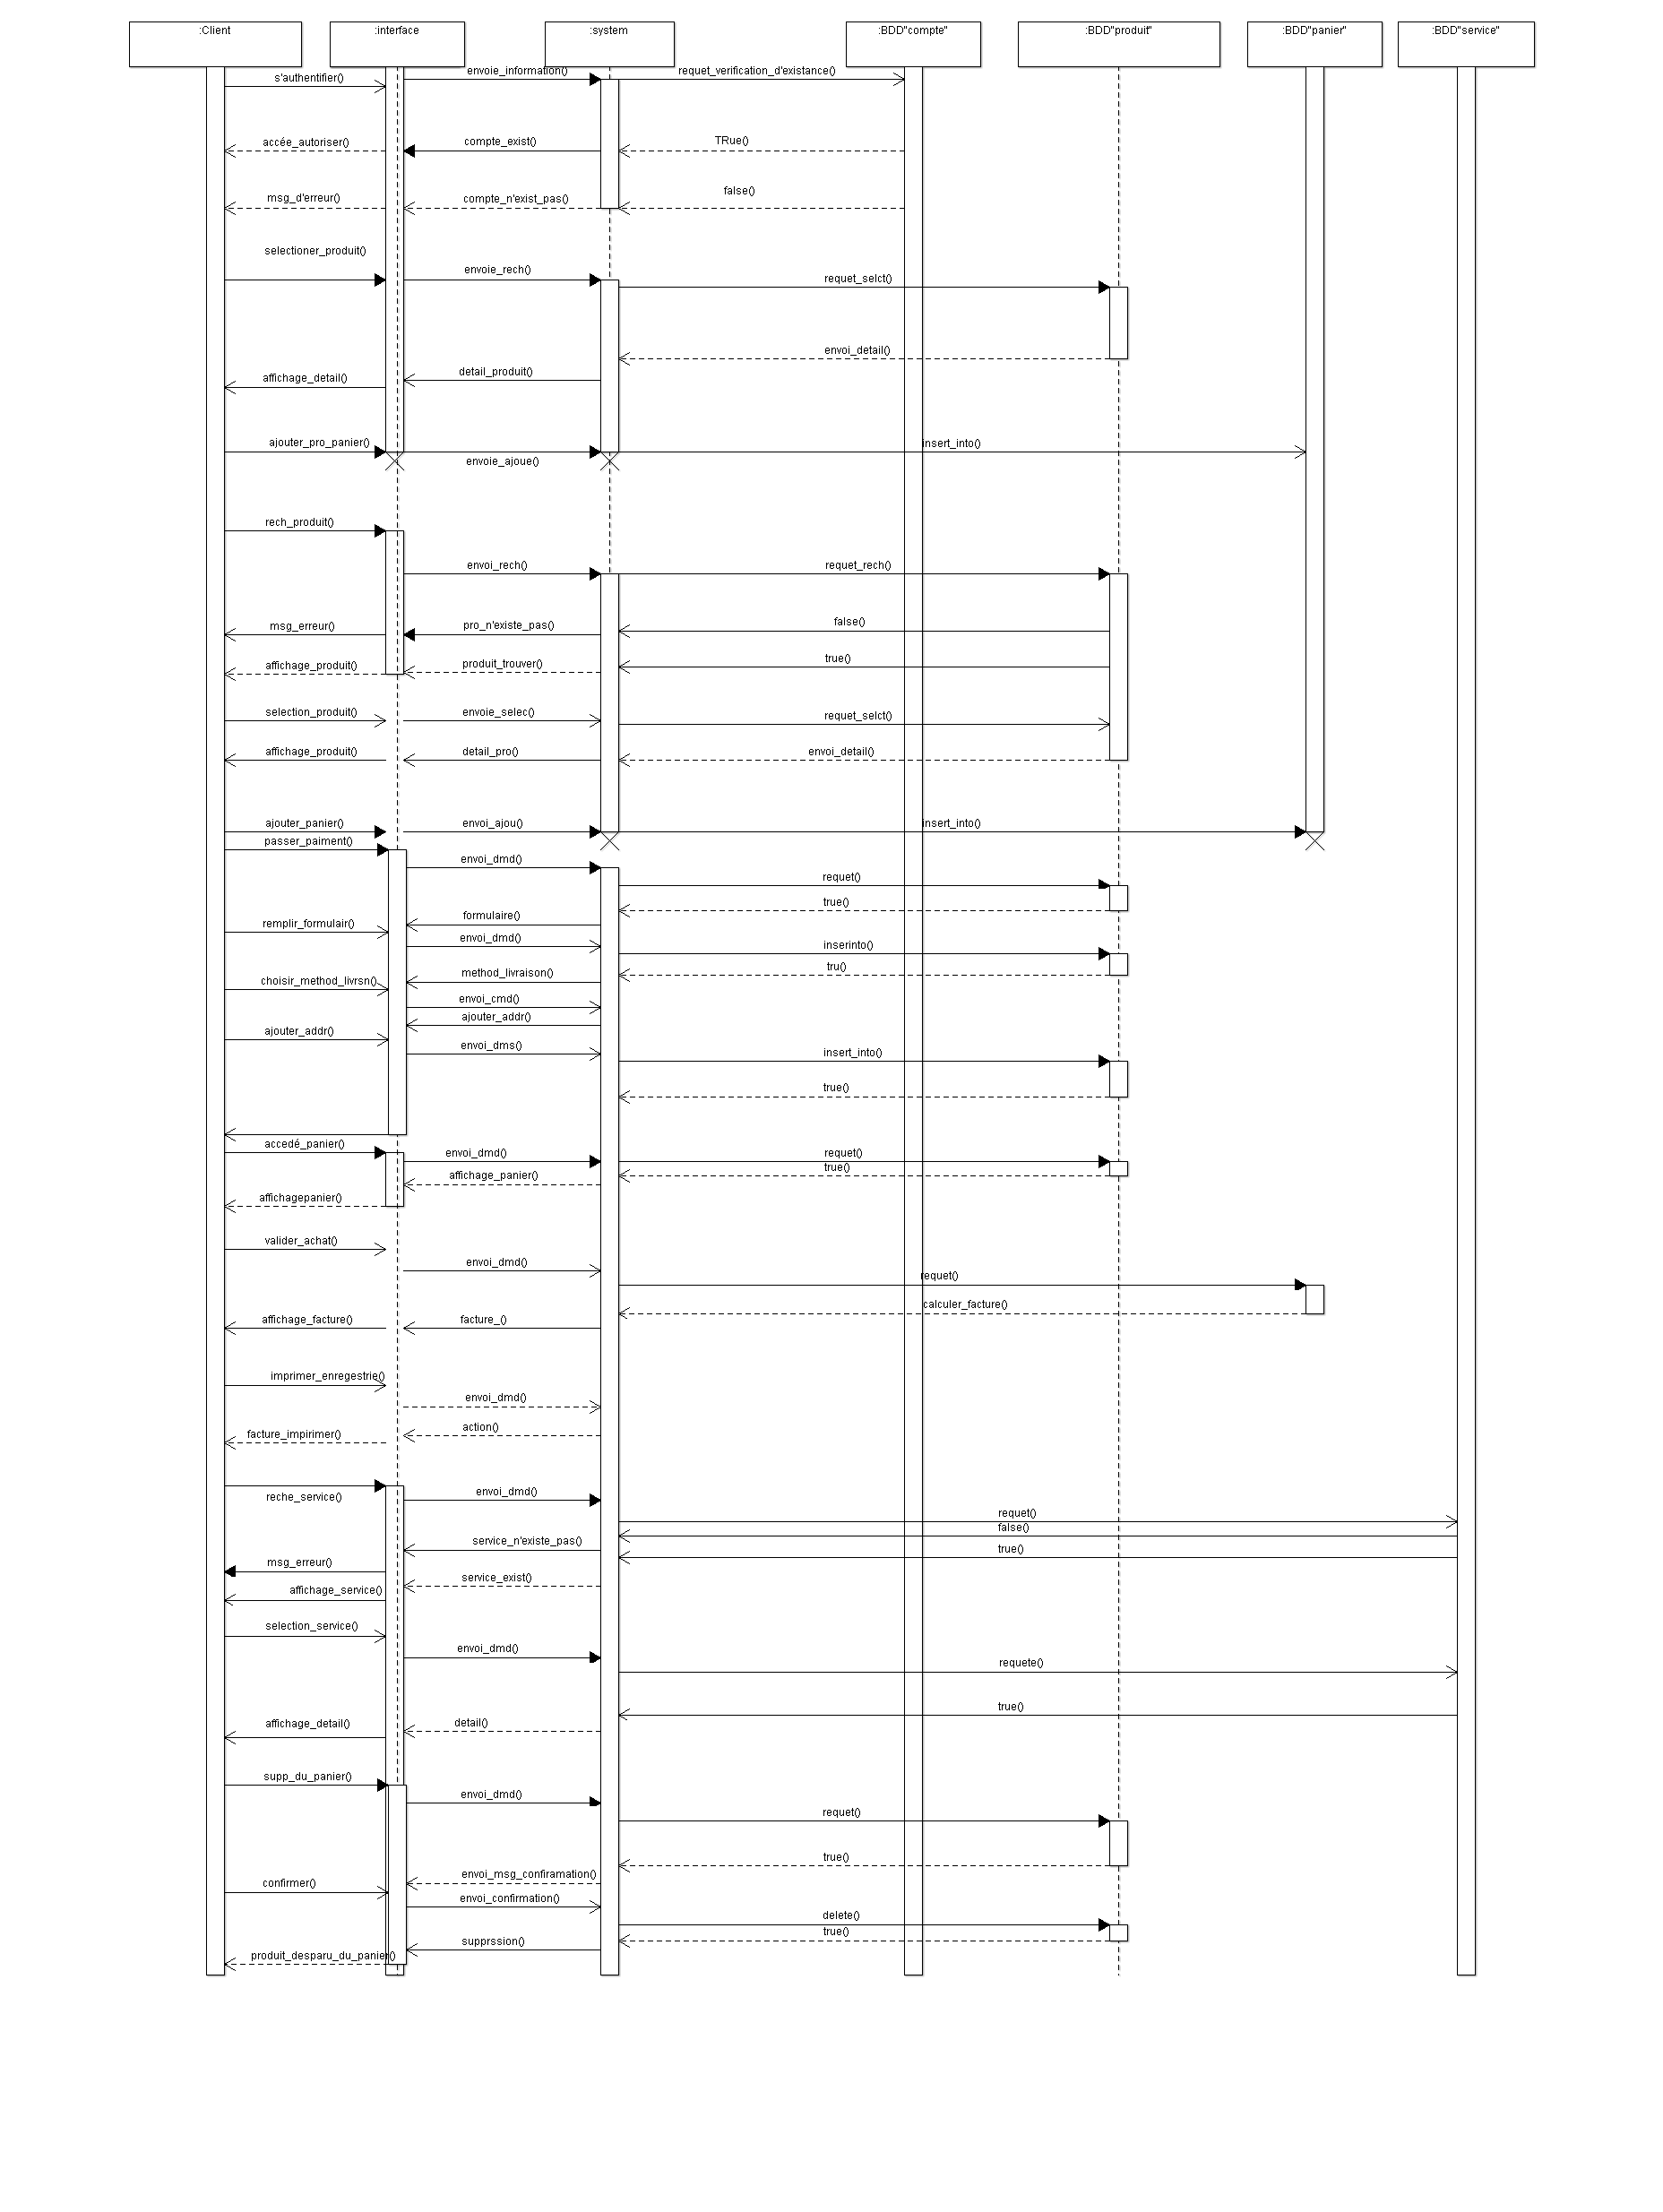 :Client
:interface
:system
:BDD"compte"
:BDD"produit"
:BDD"panier"
:BDD"service"
s'authentifier()
envoie_information()
requet_verification_d'existance()
accée_autoriser()
compte_exist()
TRue()
msg_d'erreur()
compte_n'exist_pas()
false()
selectioner_produit()
envoie_rech()
requet_selct()
envoi_detail()
affichage_detail()
detail_produit()
ajouter_pro_panier()
envoie_ajoue()
insert_into()
rech_produit()
envoi_rech()
requet_rech()
msg_erreur()
pro_n'existe_pas()
false()
affichage_produit()
produit_trouver()
true()
selection_produit()
envoie_selec()
requet_selct()
affichage_produit()
detail_pro()
envoi_detail()
ajouter_panier()
envoi_ajou()
insert_into()
passer_paiment()
envoi_dmd()
requet()
true()
remplir_formulair()
formulaire()
envoi_dmd()
inserinto()
tru()
choisir_method_livrsn()
method_livraison()
envoi_cmd()
ajouter_addr()
ajouter_addr()
envoi_dms()
insert_into()
true()
accedé_panier()
envoi_dmd()
requet()
true()
affichage_panier()
affichagepanier()
valider_achat()
envoi_dmd()
requet()
calculer_facture()
affichage_facture()
facture_()
imprimer_enregestrie()
envoi_dmd()
action()
facture_impirimer()
reche_service()
envoi_dmd()
requet()
false()
service_n'existe_pas()
true()
msg_erreur()
service_exist()
affichage_service()
selection_service()
envoi_dmd()
requete()
true()
affichage_detail()
detail()
supp_du_panier()
envoi_dmd()
requet()
true()
envoi_msg_confiramation()
confirmer()
envoi_confirmation()
delete()
true()
supprssion()
produit_desparu_du_panier()